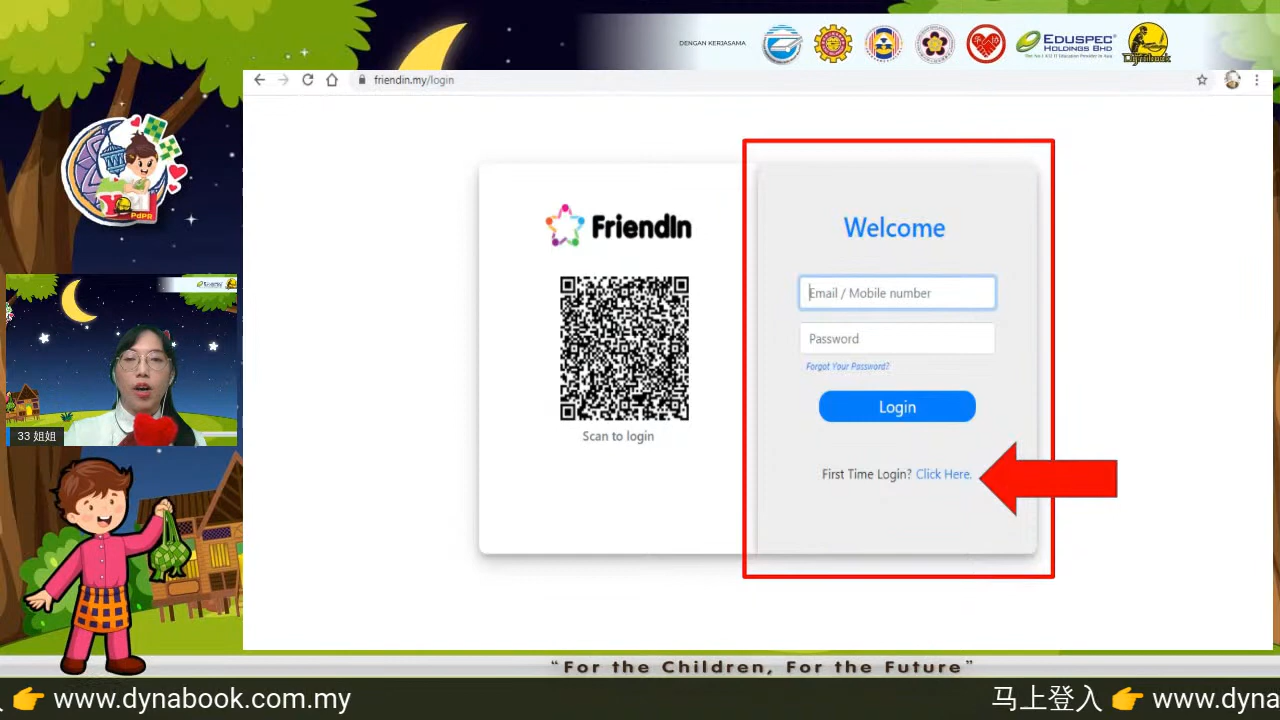 DENGAN KERJASAMA
EDUSPEC
HOLDINGS BHD
Dynabook
friendin.my/login
PdPR
FriendIn
Scan to login
Welcome
Email / Mobile number
Password
Forgot Your Password?
Login
First Time Login? Click Here.
33 姐姐
"For the Children, For the Future"
👉 www.dynabook.com.my
马上登入 👉 www.dyna